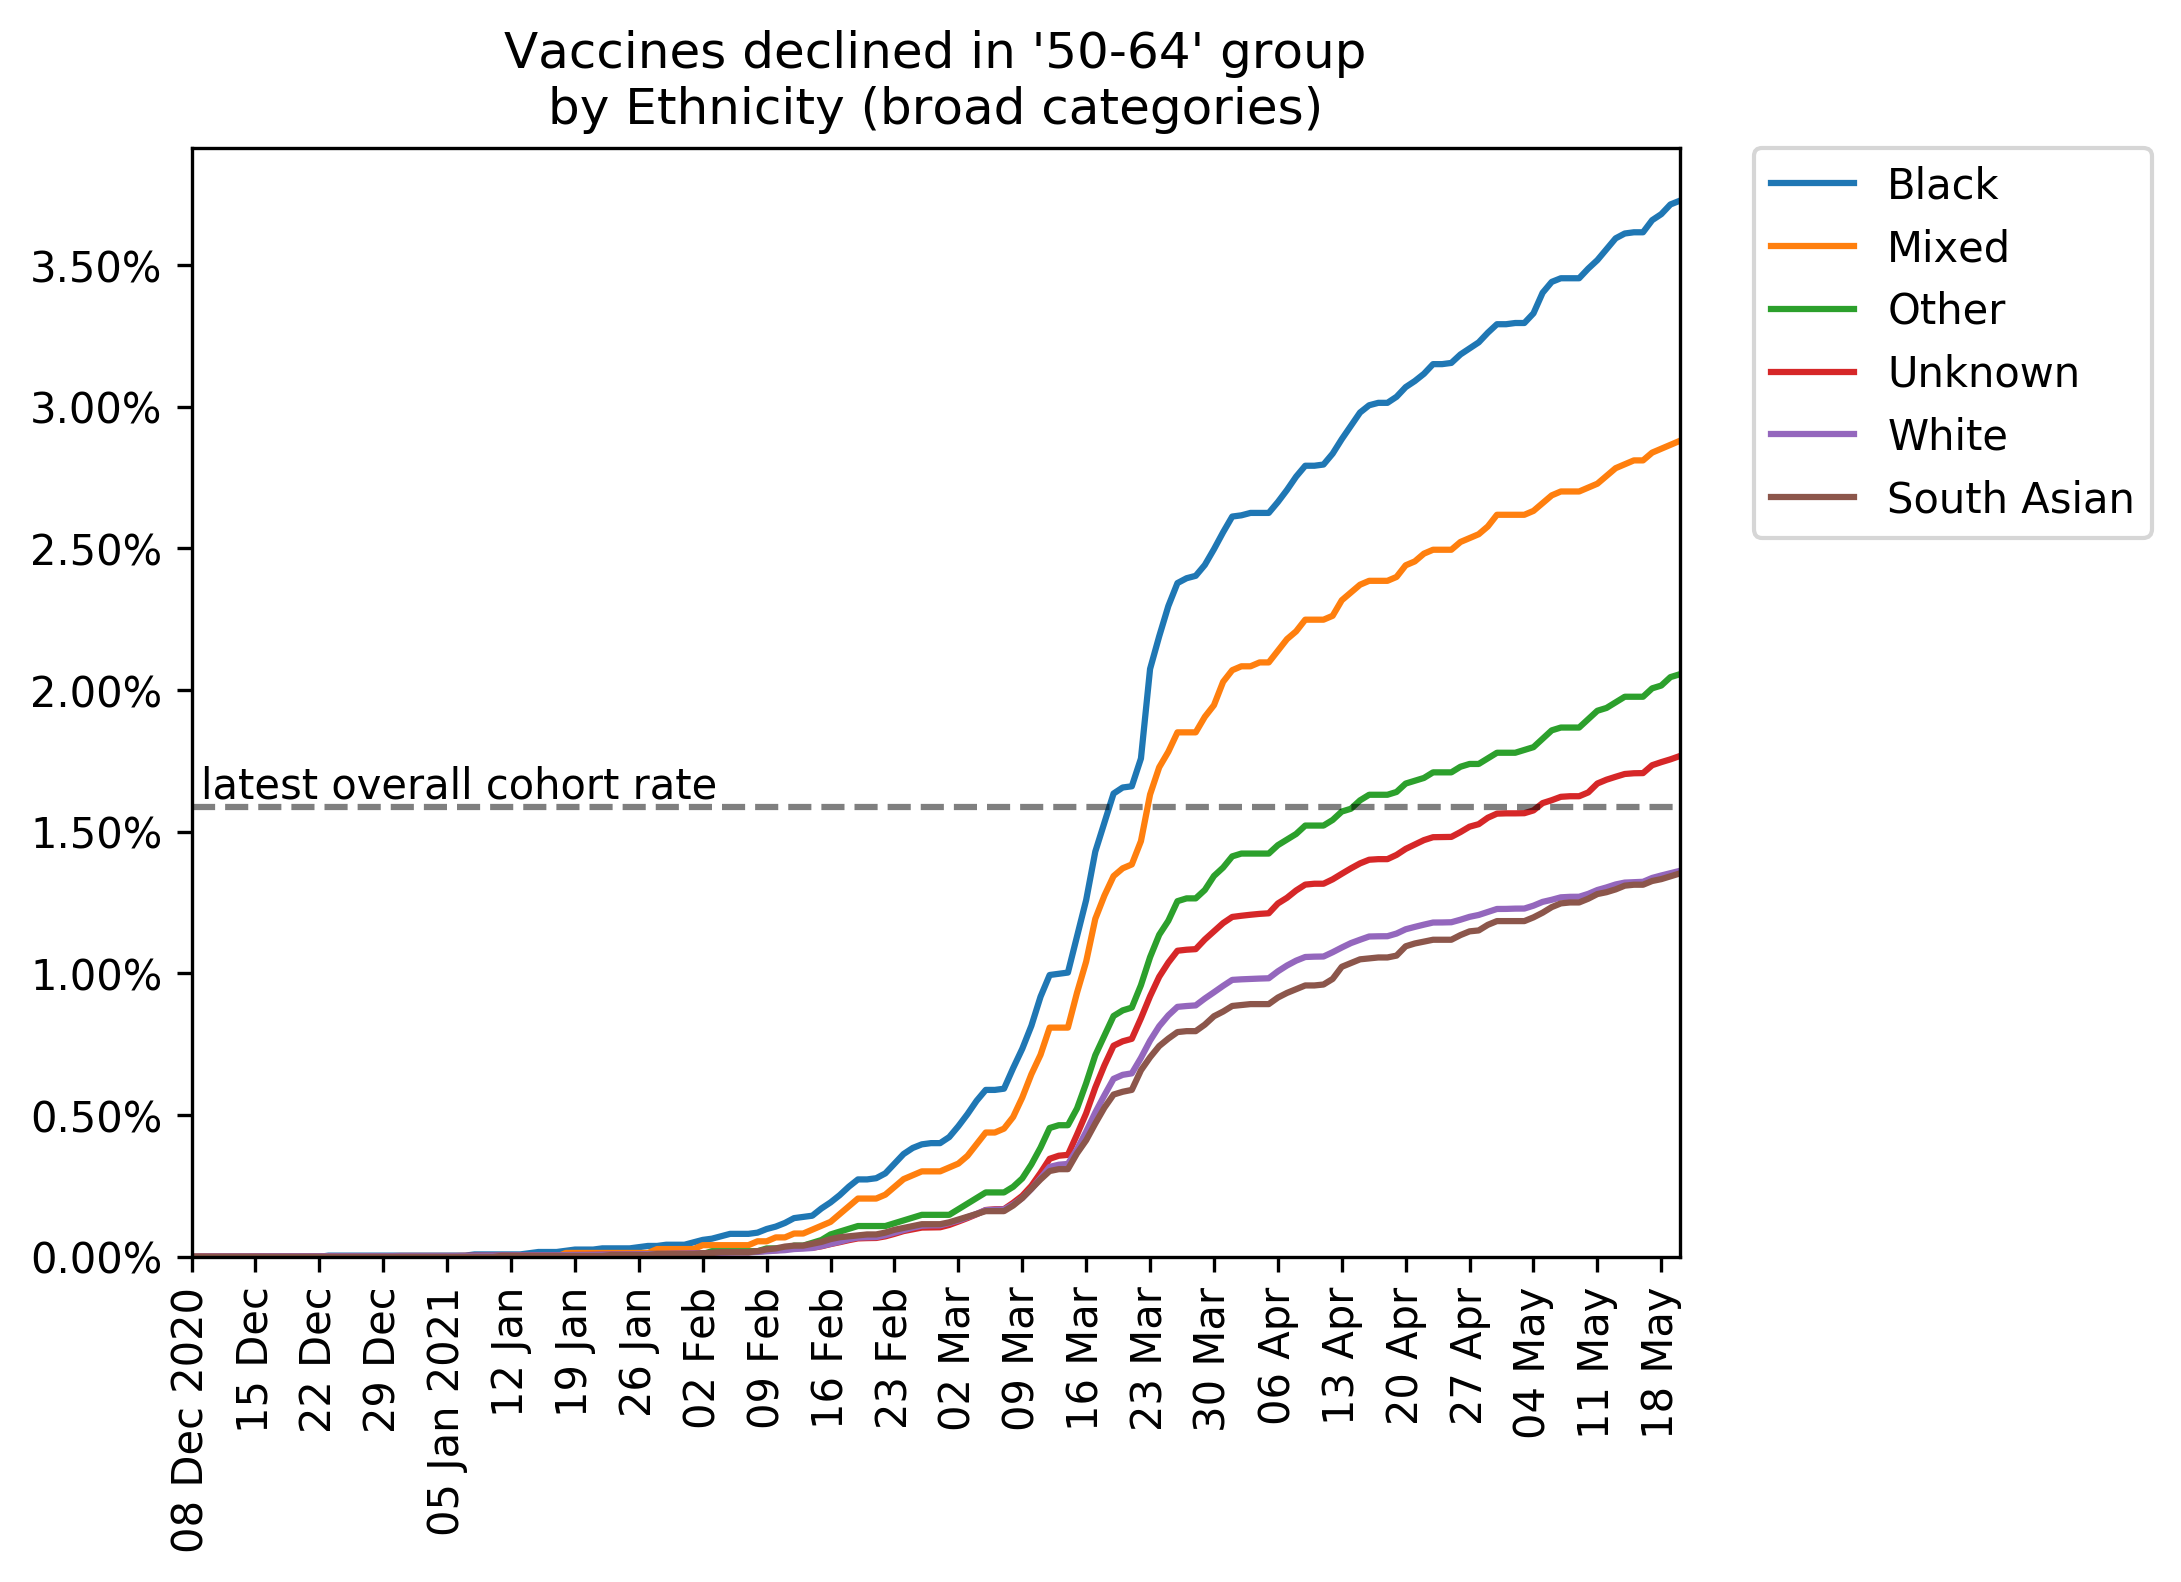 Vaccines declined in '50-64' group
by Ethnicity (broad categories)
3.50%
3.00%
2.50%
2.00%
1.50%
1.00%
0.50%
0.00%
latest overall cohort rate
08 Dec 2020
15 Dec
22 Dec
29 Dec
05 Jan 2021
12 Jan
19 Jan
26 Jan
02 Feb
09 Feb
16 Feb
23 Feb
02 Mar
09 Mar
16 Mar
23 Mar
30 Mar
06 Apr
13 Apr
20 Apr
27 Apr
04 May
11 May
18 May
Black
Mixed
Other
Unknown
White
South Asian